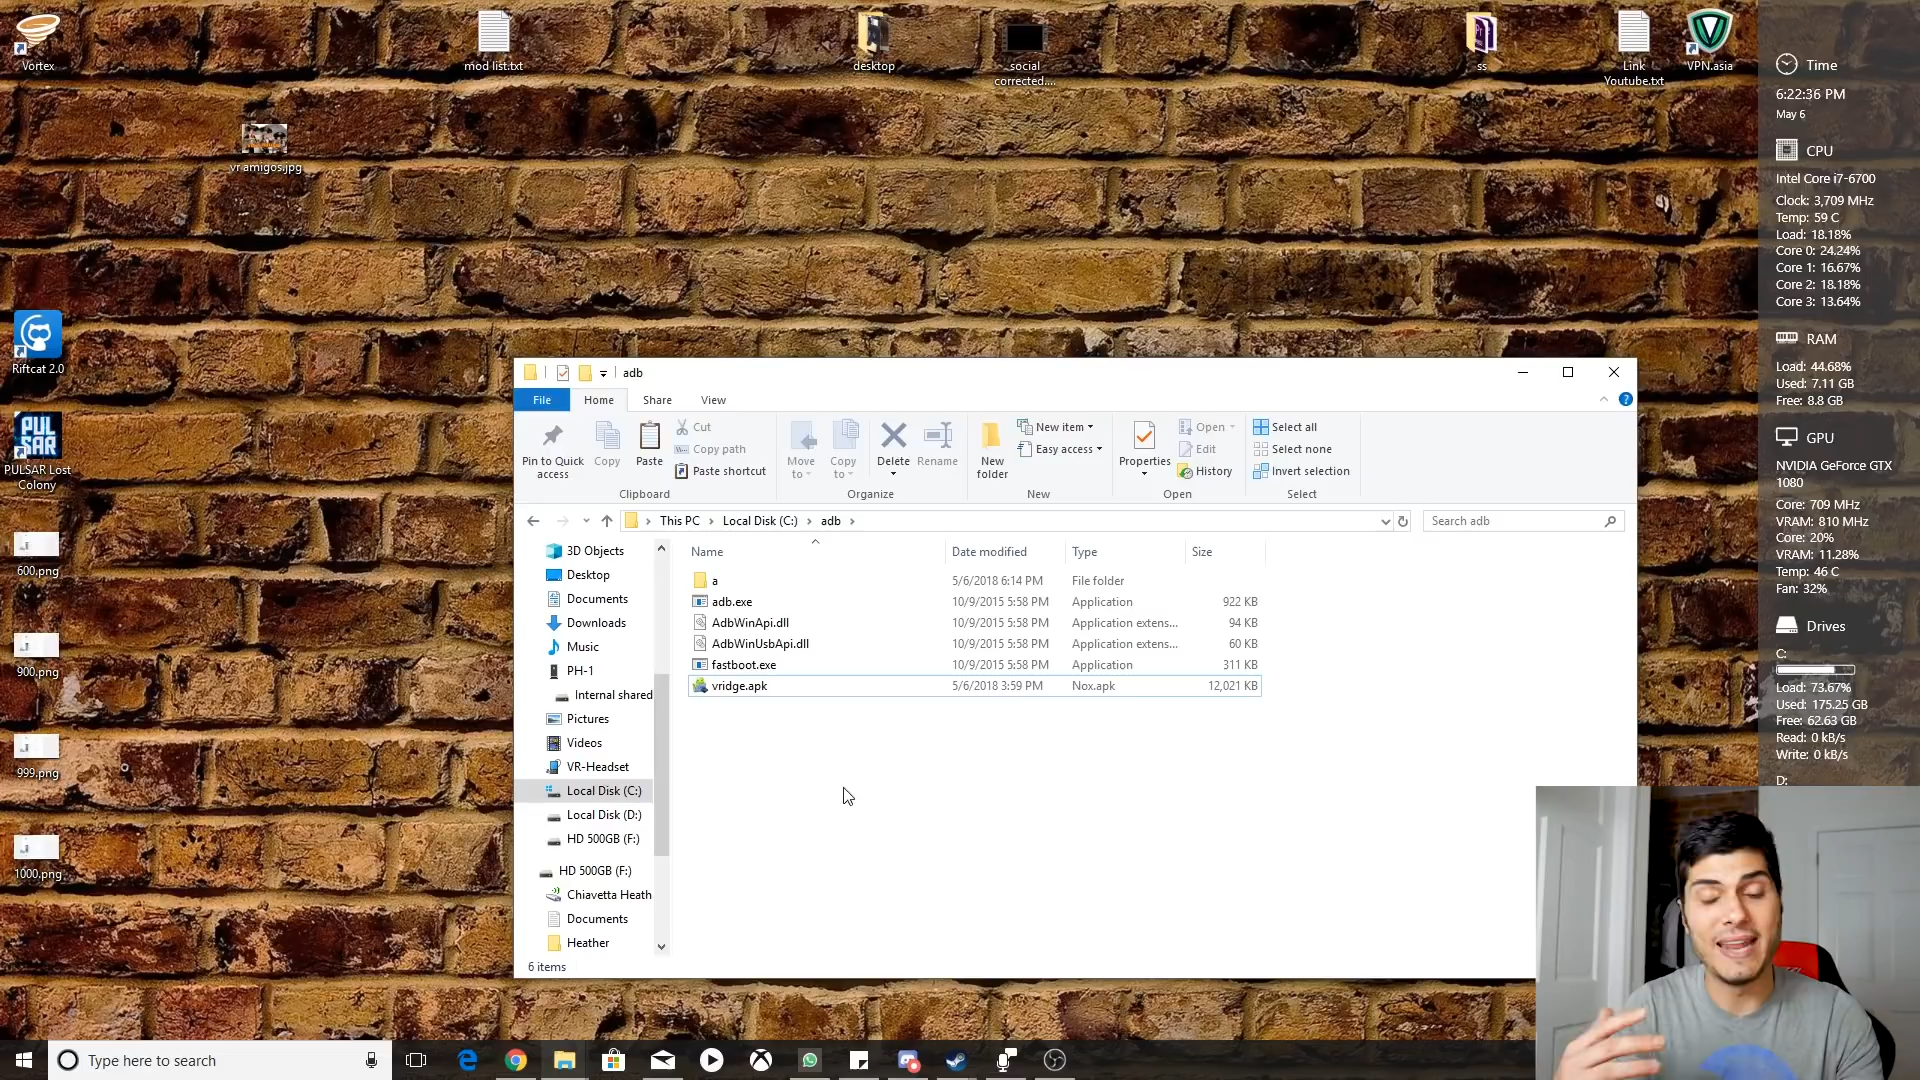 Vortex
mod list.txt
desktop
social
corrected....
ss
Link
Youtube.txt
VPN.asia
vr amigos.jpg
Riftcat 2.0
PUL
SAR
PULSAR Lost
Colony
600.png
900.png
999.png
1000.png
Time
6:22:36 PM
May 6
CPU
Intel Core i7-6700
Clock: 3,709 MHz
Temp: 59 C
Load: 18.18%
Core 0: 24.24%
Core 1: 16.67%
Core 2: 18.18%
Core 3: 13.64%
RAM
Load: 44.68%
Used: 7.11 GB
Free: 8.8 GB
GPU
NVIDIA GeForce GTX
1080
Core: 709 MHz
VRAM: 810 MHz
Core: 20%
VRAM: 11.28%
Temp: 46 C
Fan: 32%
Drives
C:
Load: 73.67%
Used: 175.25 GB
Free: 62.63 GB
Read: 0 kB/s
Write: 0 kB/s
D:
adb
File Home Share View
Pin to Quick
access
Copy
Paste
Cut
Copy path
Paste shortcut
Clipboard
Move
to
Copy
to
Delete
Rename
Organize
New
folder
New item
Easy access
New
Properties
Open
Edit
History
Open
Select all
Select none
Invert selection
Select
This PC > Local Disk (C:) > adb >
Search adb
3D Objects
Desktop
Documents
Downloads
Music
PH-1
Internal shared
Pictures
Videos
VR-Headset
Local Disk (C:)
Local Disk (D:)
HD 500GB (F:)
HD 500GB (F:)
Chiavetta Heath
Documents
Heather
Name Date modified Type Size
a 5/6/2018 6:14 PM File folder
adb.exe 10/9/2015 5:58 PM Application 922 KB
AdbWinApi.dll 10/9/2015 5:58 PM Application extens... 94 KB
AdbWinUsbApi.dll 10/9/2015 5:58 PM Application extens... 60 KB
fastboot.exe 10/9/2015 5:58 PM Application 311 KB
vridge.apk 5/6/2018 3:59 PM Nox.apk 12,021 KB
6 items
Type here to search